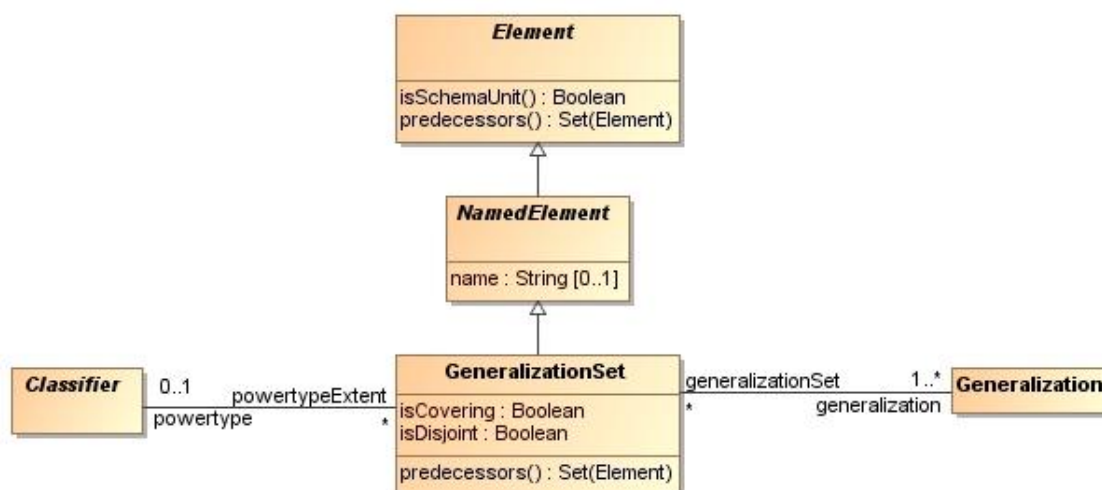 Element
isSchemaUnit() : Boolean
predecessors() : Set(Element)
NamedElement
name : String [0..1]
Classifier
0..1
powertype
powertypeExtent
*
GeneralizationSet
isCovering : Boolean
isDisjoint : Boolean
predecessors() : Set(Element)
generalizationSet
*
1..*
generalization
Generalization